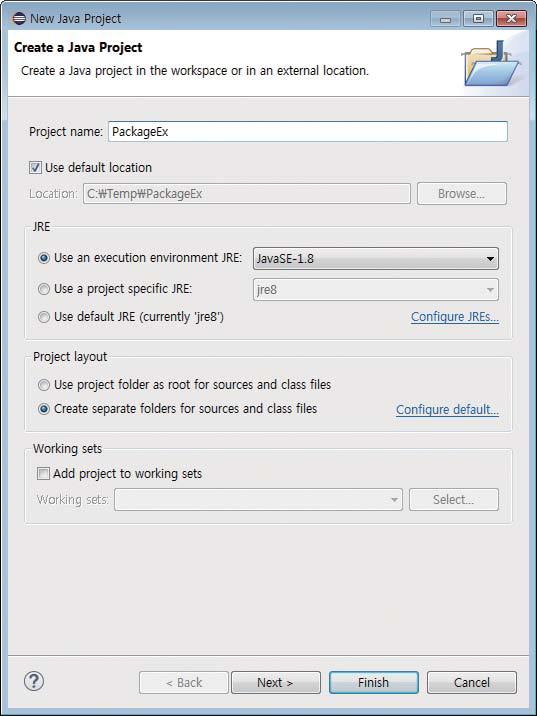 New Java Project
Create a Java Project
Create a Java project in the workspace or in an external location.
Project name: PackageEx
Use default location
Location: C:₩Temp₩PackageEx Browse...
JRE
Use an execution environment JRE: JavaSE-1.8
Use a project specific JRE: jre8
Use default JRE (currently 'jre8') Configure JREs...
Project layout
Use project folder as root for sources and class files
Create separate folders for sources and class files Configure default...
Working sets
Add project to working sets
Working sets: Select...
? < Back Next > Finish Cancel